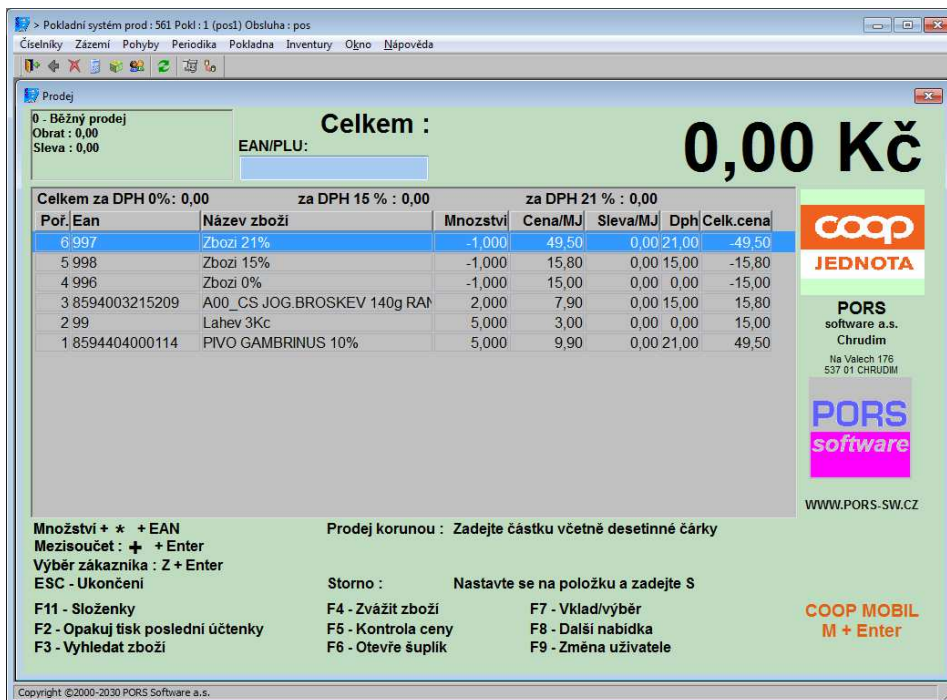 > Pokladní systém prod : 561 Pokl : 1 (pos1) Obsluha : pos
Číselníky Zázemí Pohyby Periodika Pokladna Inventury Okno Nápověda
Prodej
0 - Běžný prodej
Obrat : 0,00
Sleva : 0,00
Celkem :
EAN/PLU:
0,00 Kč
Celkem za DPH 0%: 0,00 za DPH 15 % : 0,00 za DPH 21 % : 0,00
Poř. Ean Název zboží Mnozstvi Cena/MJ Sleva/MJ Dph Celk.cena
6 997 Zbozi 21% -1,000 49,50 0,00 21,00 -49,50
5 998 Zbozi 15% -1,000 15,80 0,00 15,00 -15,80
4 996 Zbozi 0% -1,000 15,00 0,00 0,00 -15,00
3 8594003215209 A00_CS JOG.BROSKEV 140g RAN 2,000 7,90 0,00 15,00 15,80
2 99 Lahev 3Kc 5,000 3,00 0,00 0,00 15,00
1 8594404000114 PIVO GAMBRINUS 10% 5,000 9,90 0,00 21,00 49,50
coop
JEDNOTA
PORS
software a.s.
Chrudim
Na Valech 176
537 01 CHRUDIM
PORS
software
WWW.PORS-SW.CZ
Množství + * + EAN
Prodej korunou : Zadejte částku včetně desetinné čárky
Mezisoučet : + + Enter
Výběr zákazníka : Z + Enter
ESC - Ukončení
Storno : Nastavte se na položku a zadejte S
F11 - Složenky F4 - Zvážit zboží F7 - Vklad/výběr
F2 - Opakuj tisk poslední účtenky F5 - Kontrola ceny F8 - Další nabídka
F3 - Vyhledat zboží F6 - Otevře šuplík F9 - Změna uživatele
COOP MOBIL
M + Enter
Copyright ©2000-2030 PORS Software a.s.